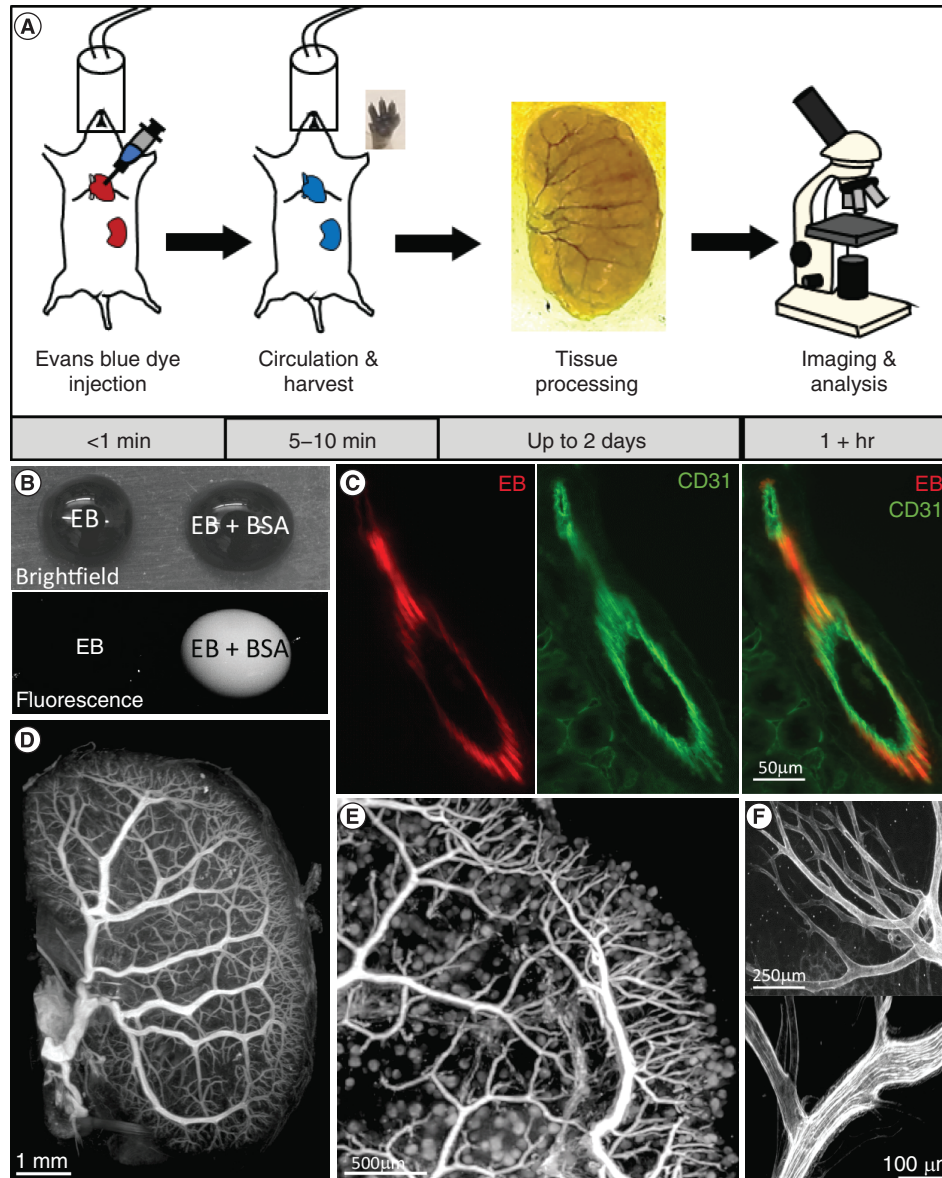 A
Evans blue dye
injection
Circulation &
harvest
Tissue
processing
Imaging &
analysis
<1 min
5–10 min
Up to 2 days
1 + hr
B
EB
EB + BSA
Brightfield
EB
EB + BSA
Fluorescence
C
EB
CD31
EB
CD31
50μm
D
1 mm
E
500μm
F
250μm
100 μ